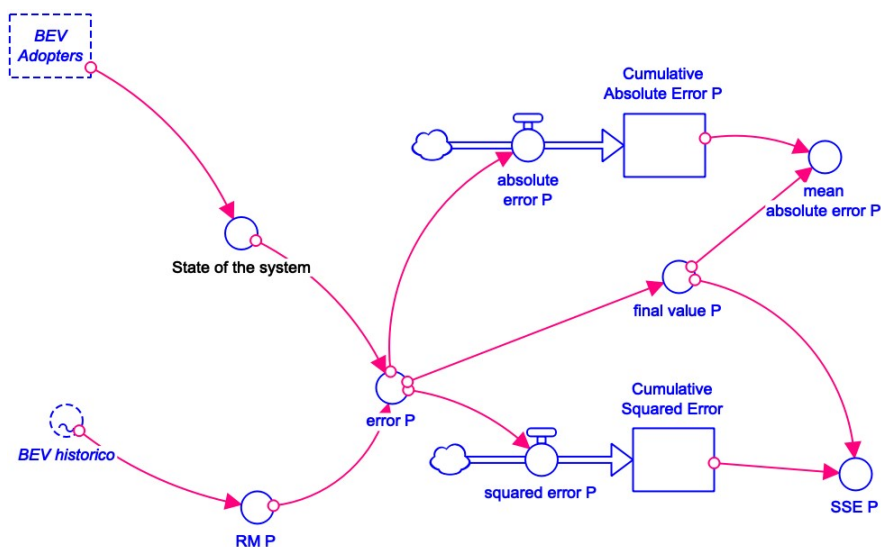 BEV
Adopters
Cumulative
Absolute Error P
absolute
error P
mean
absolute error P
State of the system
final value P
error P
Cumulative
Squared Error
BEV historico
squared error P
SSE P
RM P